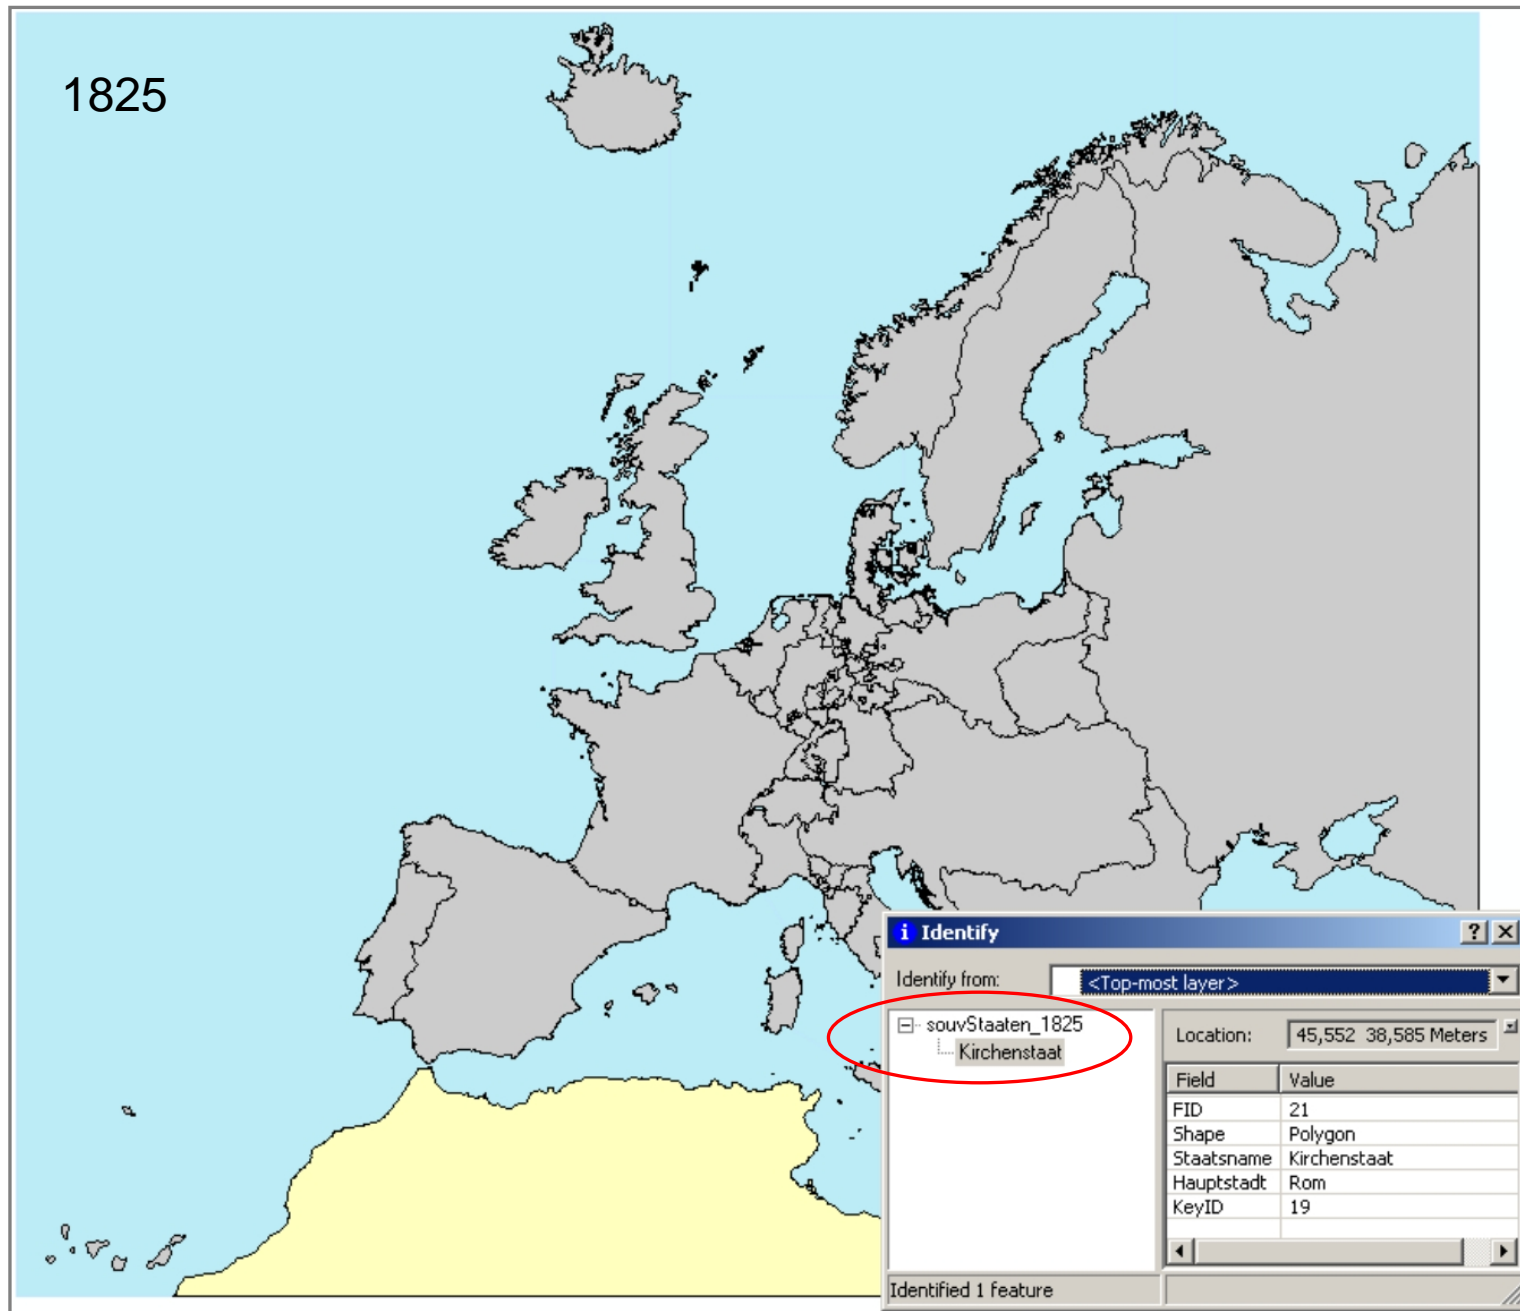 1825
i Identify
Identify from: <Top-most layer>
souvStaaten_1825
Kirchenstaat
Location: 45,552 38,585 Meters
Field Value
FID 21
Shape Polygon
Staatsname Kirchenstaat
Hauptstadt Rom
KeyID 19
Identified 1 feature